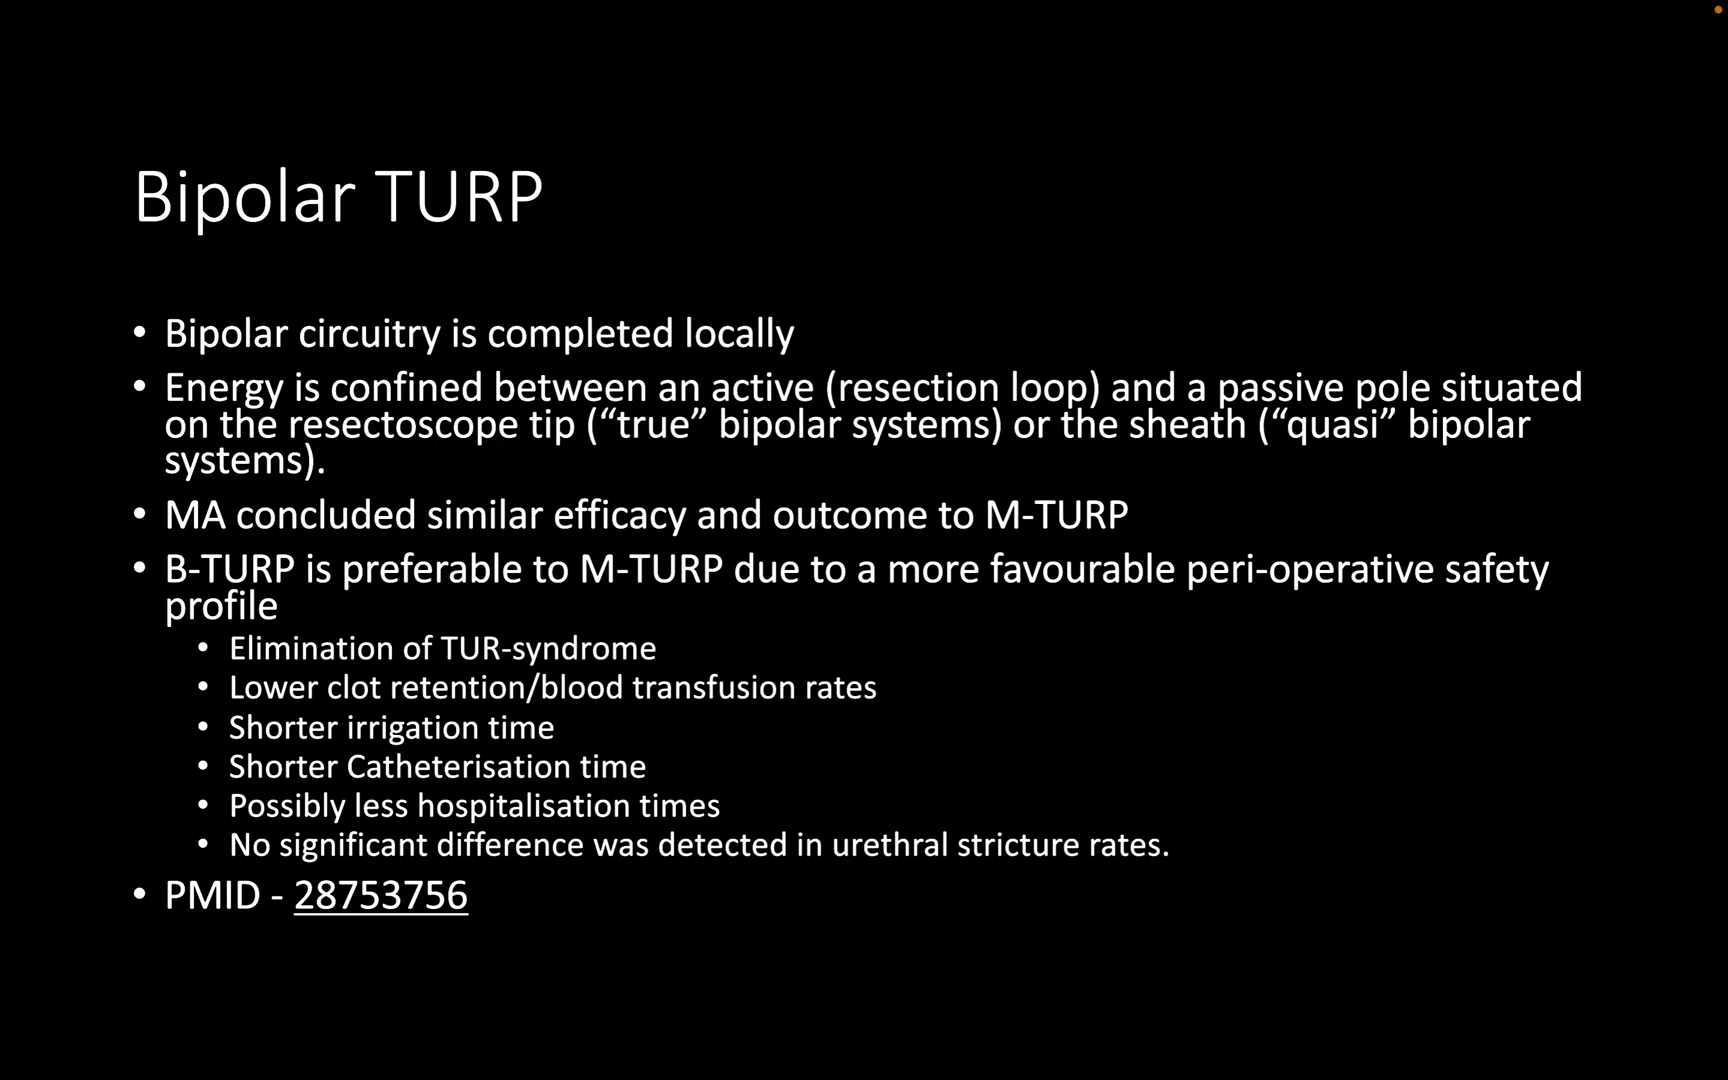 Bipolar TURP
• Bipolar circuitry is completed locally
• Energy is confined between an active (resection loop) and a passive pole situated
on the resectoscope tip (“true” bipolar systems) or the sheath (“quasi” bipolar
systems).
• MA concluded similar efficacy and outcome to M-TURP
• B-TURP is preferable to M-TURP due to a more favourable peri-operative safety
profile
• Elimination of TUR-syndrome
• Lower clot retention/blood transfusion rates
• Shorter irrigation time
• Shorter Catheterisation time
• Possibly less hospitalisation times
• No significant difference was detected in urethral stricture rates.
• PMID - 28753756